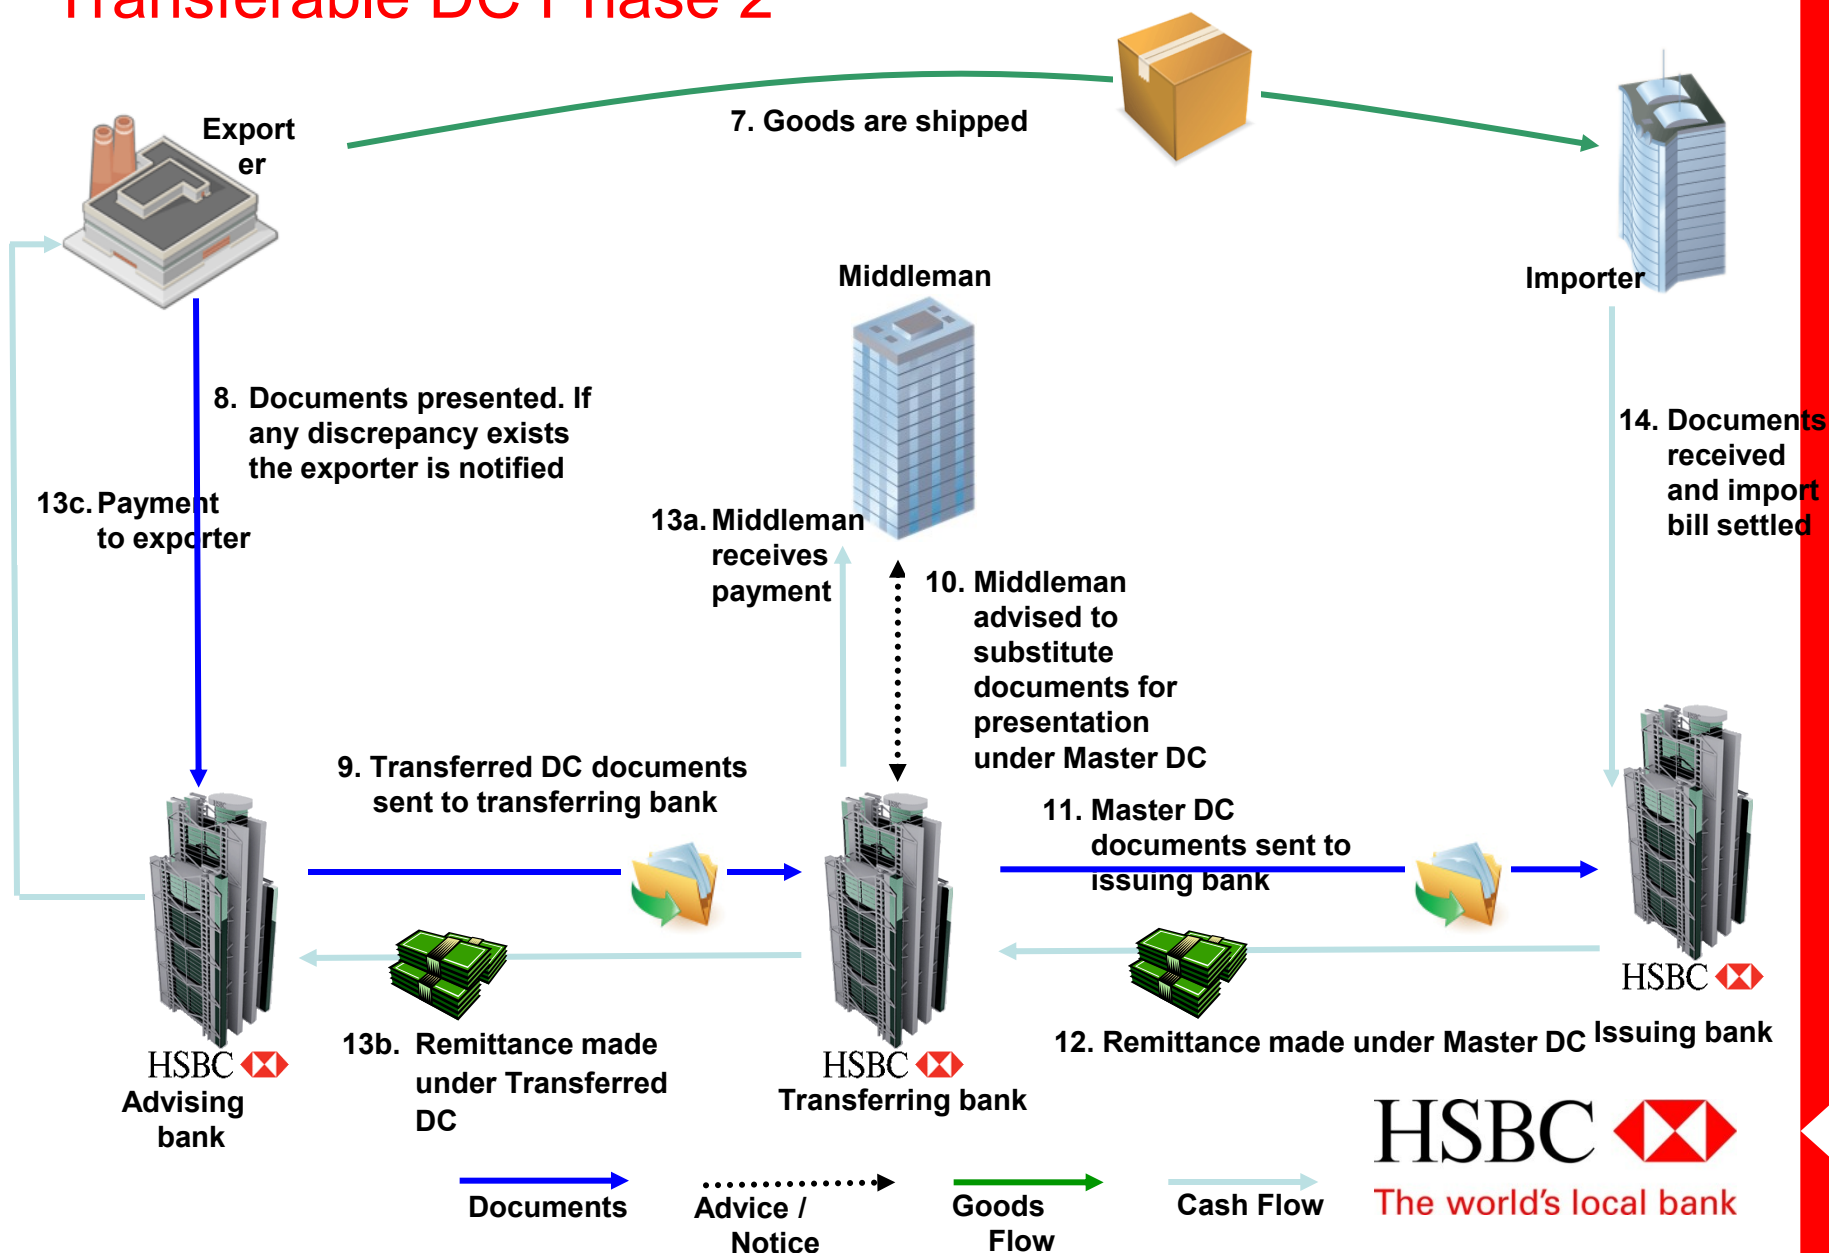 Transferable DC Phase 2
7. Goods are shipped
Export
er
Middleman
Importer
8. Documents presented. If
any discrepancy exists
the exporter is notified
14. Documents
received
and import
bill settled
13c. Payment
to exporter
13a. Middleman
receives
payment
10. Middleman
advised to
substitute
documents for
presentation
under Master DC
9. Transferred DC documents
sent to transferring bank
11. Master DC
documents sent to
issuing bank
HSBC
Issuing bank
12. Remittance made under Master DC
13b. Remittance made
under Transferred
DC
HSBC
Advising
bank
HSBC
Transferring bank
HSBC
The world's local bank
Documents
Advice /
Notice
Goods
Flow
Cash Flow